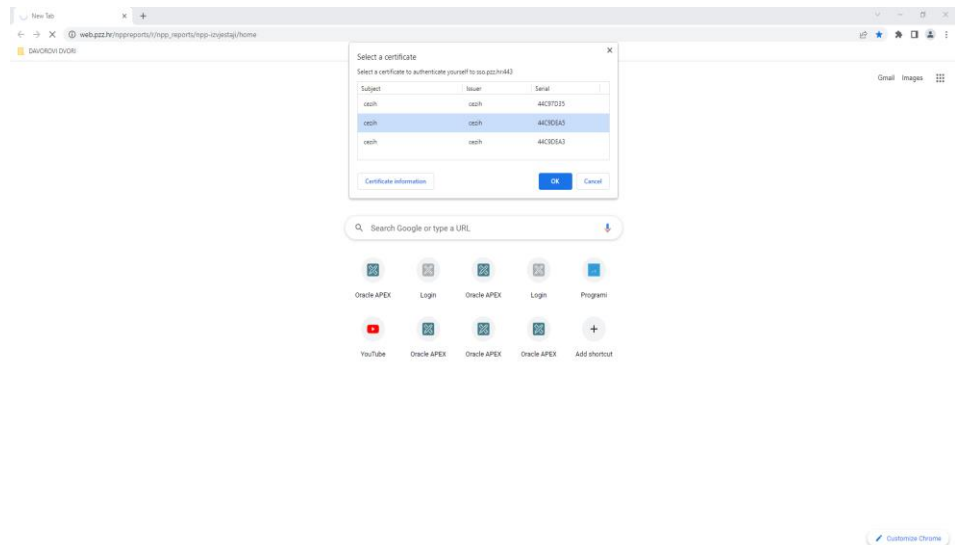 New Tab
web.pzz.hr/nppreports/r/npp_reports/npp-izvjestaji/home
DAVOROVI DVORI
Gmail Images
Select a certificate
Select a certificate to authenticate yourself to sso.pzz.hr:443
Subject Issuer Serial
cezih cezih 44C97D35
cezih cezih 44C9DEA5
cezih cezih 44C9DEA3
Certificate information OK Cancel
Search Google or type a URL
Oracle APEX Login Oracle APEX Login Programi
YouTube Oracle APEX Oracle APEX Oracle APEX Add shortcut
Customize Chrome